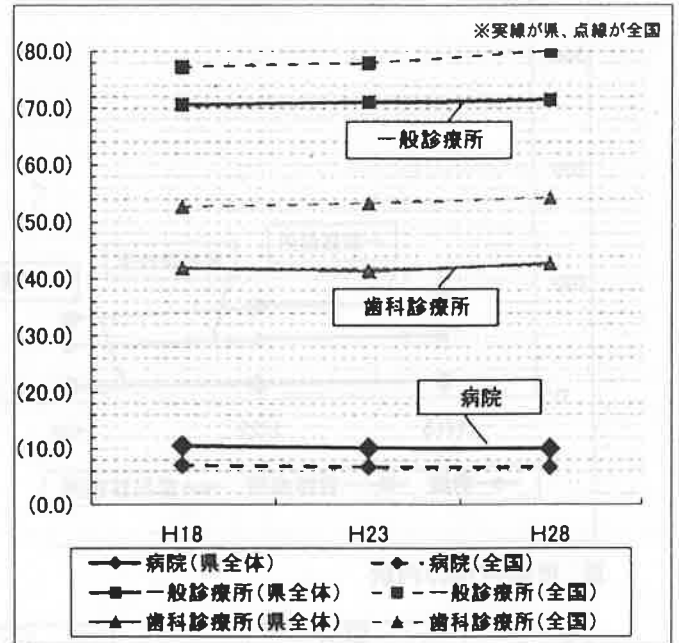 ※実線が県、点線が全国
(80.0)
(70.0)
一般診療所
(60.0)
(50.0)
(40.0)
歯科診療所
(30.0)
(20.0)
病院
(10.0)
(0.0)
H18 H23 H28
病院(県全体) 病院(全国)
一般診療所(県全体) 一般診療所(全国)
歯科診療所(県全体) 歯科診療所(全国)